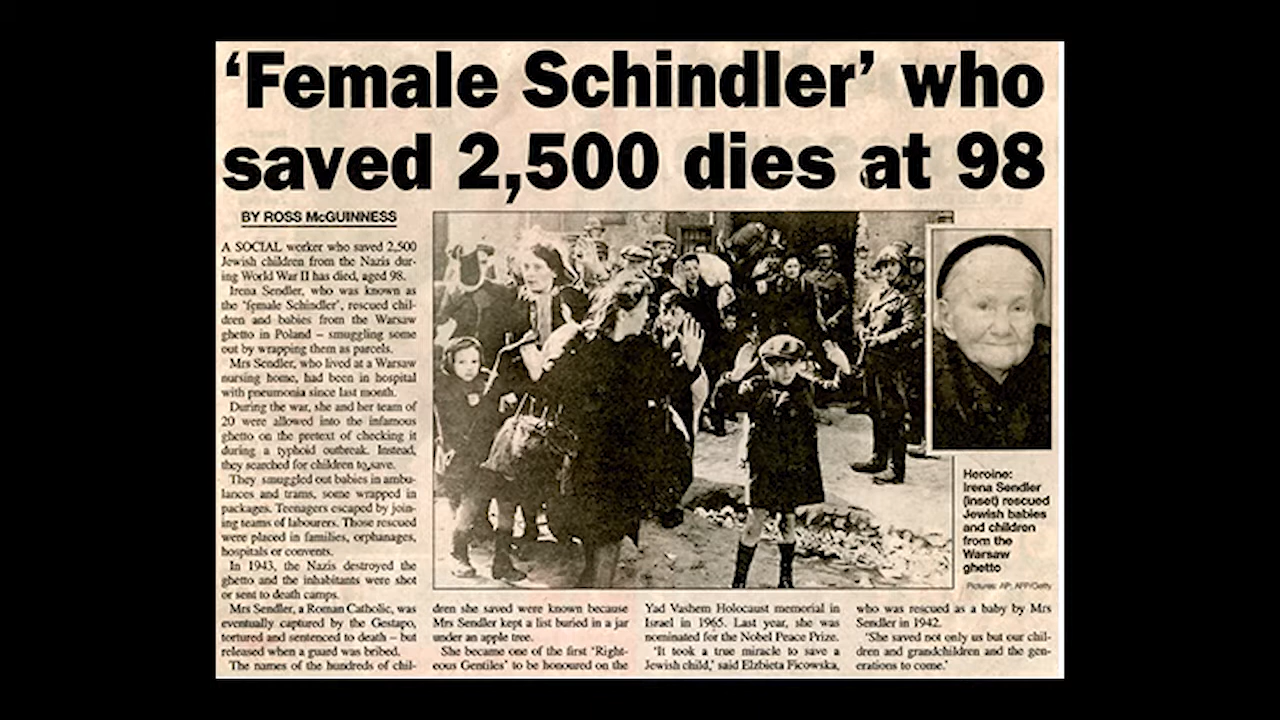 ‘Female Schindler’ who
saved 2,500 dies at 98
BY ROSS McGUINNESS
A SOCIAL worker who saved 2,500
Jewish children from the Nazis dur-
ing World War II has died, aged 98.
Irena Sendler, who was known as
the ‘female Schindler’, rescued chil-
dren and babies from the Warsaw
ghetto in Poland – smuggling some
out by wrapping them as parcels.
Mrs Sendler, who lived at a Warsaw
nursing home, had been in hospital
with pneumonia since last month.
During the war, she and her team of
20 were allowed into the infamous
ghetto on the pretext of checking it
during a typhoid outbreak. Instead,
they searched for children to save.
They smuggled out babies in ambu-
lances and trams, some wrapped in
packages. Teenagers escaped by join-
ing teams of labourers. Those rescued
were placed in families, orphanages,
hospitals or convents.
In 1943, the Nazis destroyed the
ghetto and the inhabitants were shot
or sent to death camps.
Mrs Sendler, a Roman Catholic, was
eventually captured by the Gestapo,
tortured and sentenced to death – but
released when a guard was bribed.
The names of the hundreds of chil-
dren she saved were known because
Mrs Sendler kept a list buried in a jar
under an apple tree.
She became one of the first ‘Right-
eous Gentiles’ to be honoured on the
Yad Vashem Holocaust memorial in
Israel in 1965. Last year, she was
nominated for the Nobel Peace Prize.
‘It took a true miracle to save a
Jewish child,’ said Elzbieta Ficowska,
who was rescued as a baby by Mrs
Sendler in 1942.
‘She saved not only us but our chil-
dren and grandchildren and the gen-
erations to come.’
Heroine:
Irena Sendler
(inset) rescued
Jewish babies
and children
from the
Warsaw
ghetto
Pictures: AP; AFP/Getty